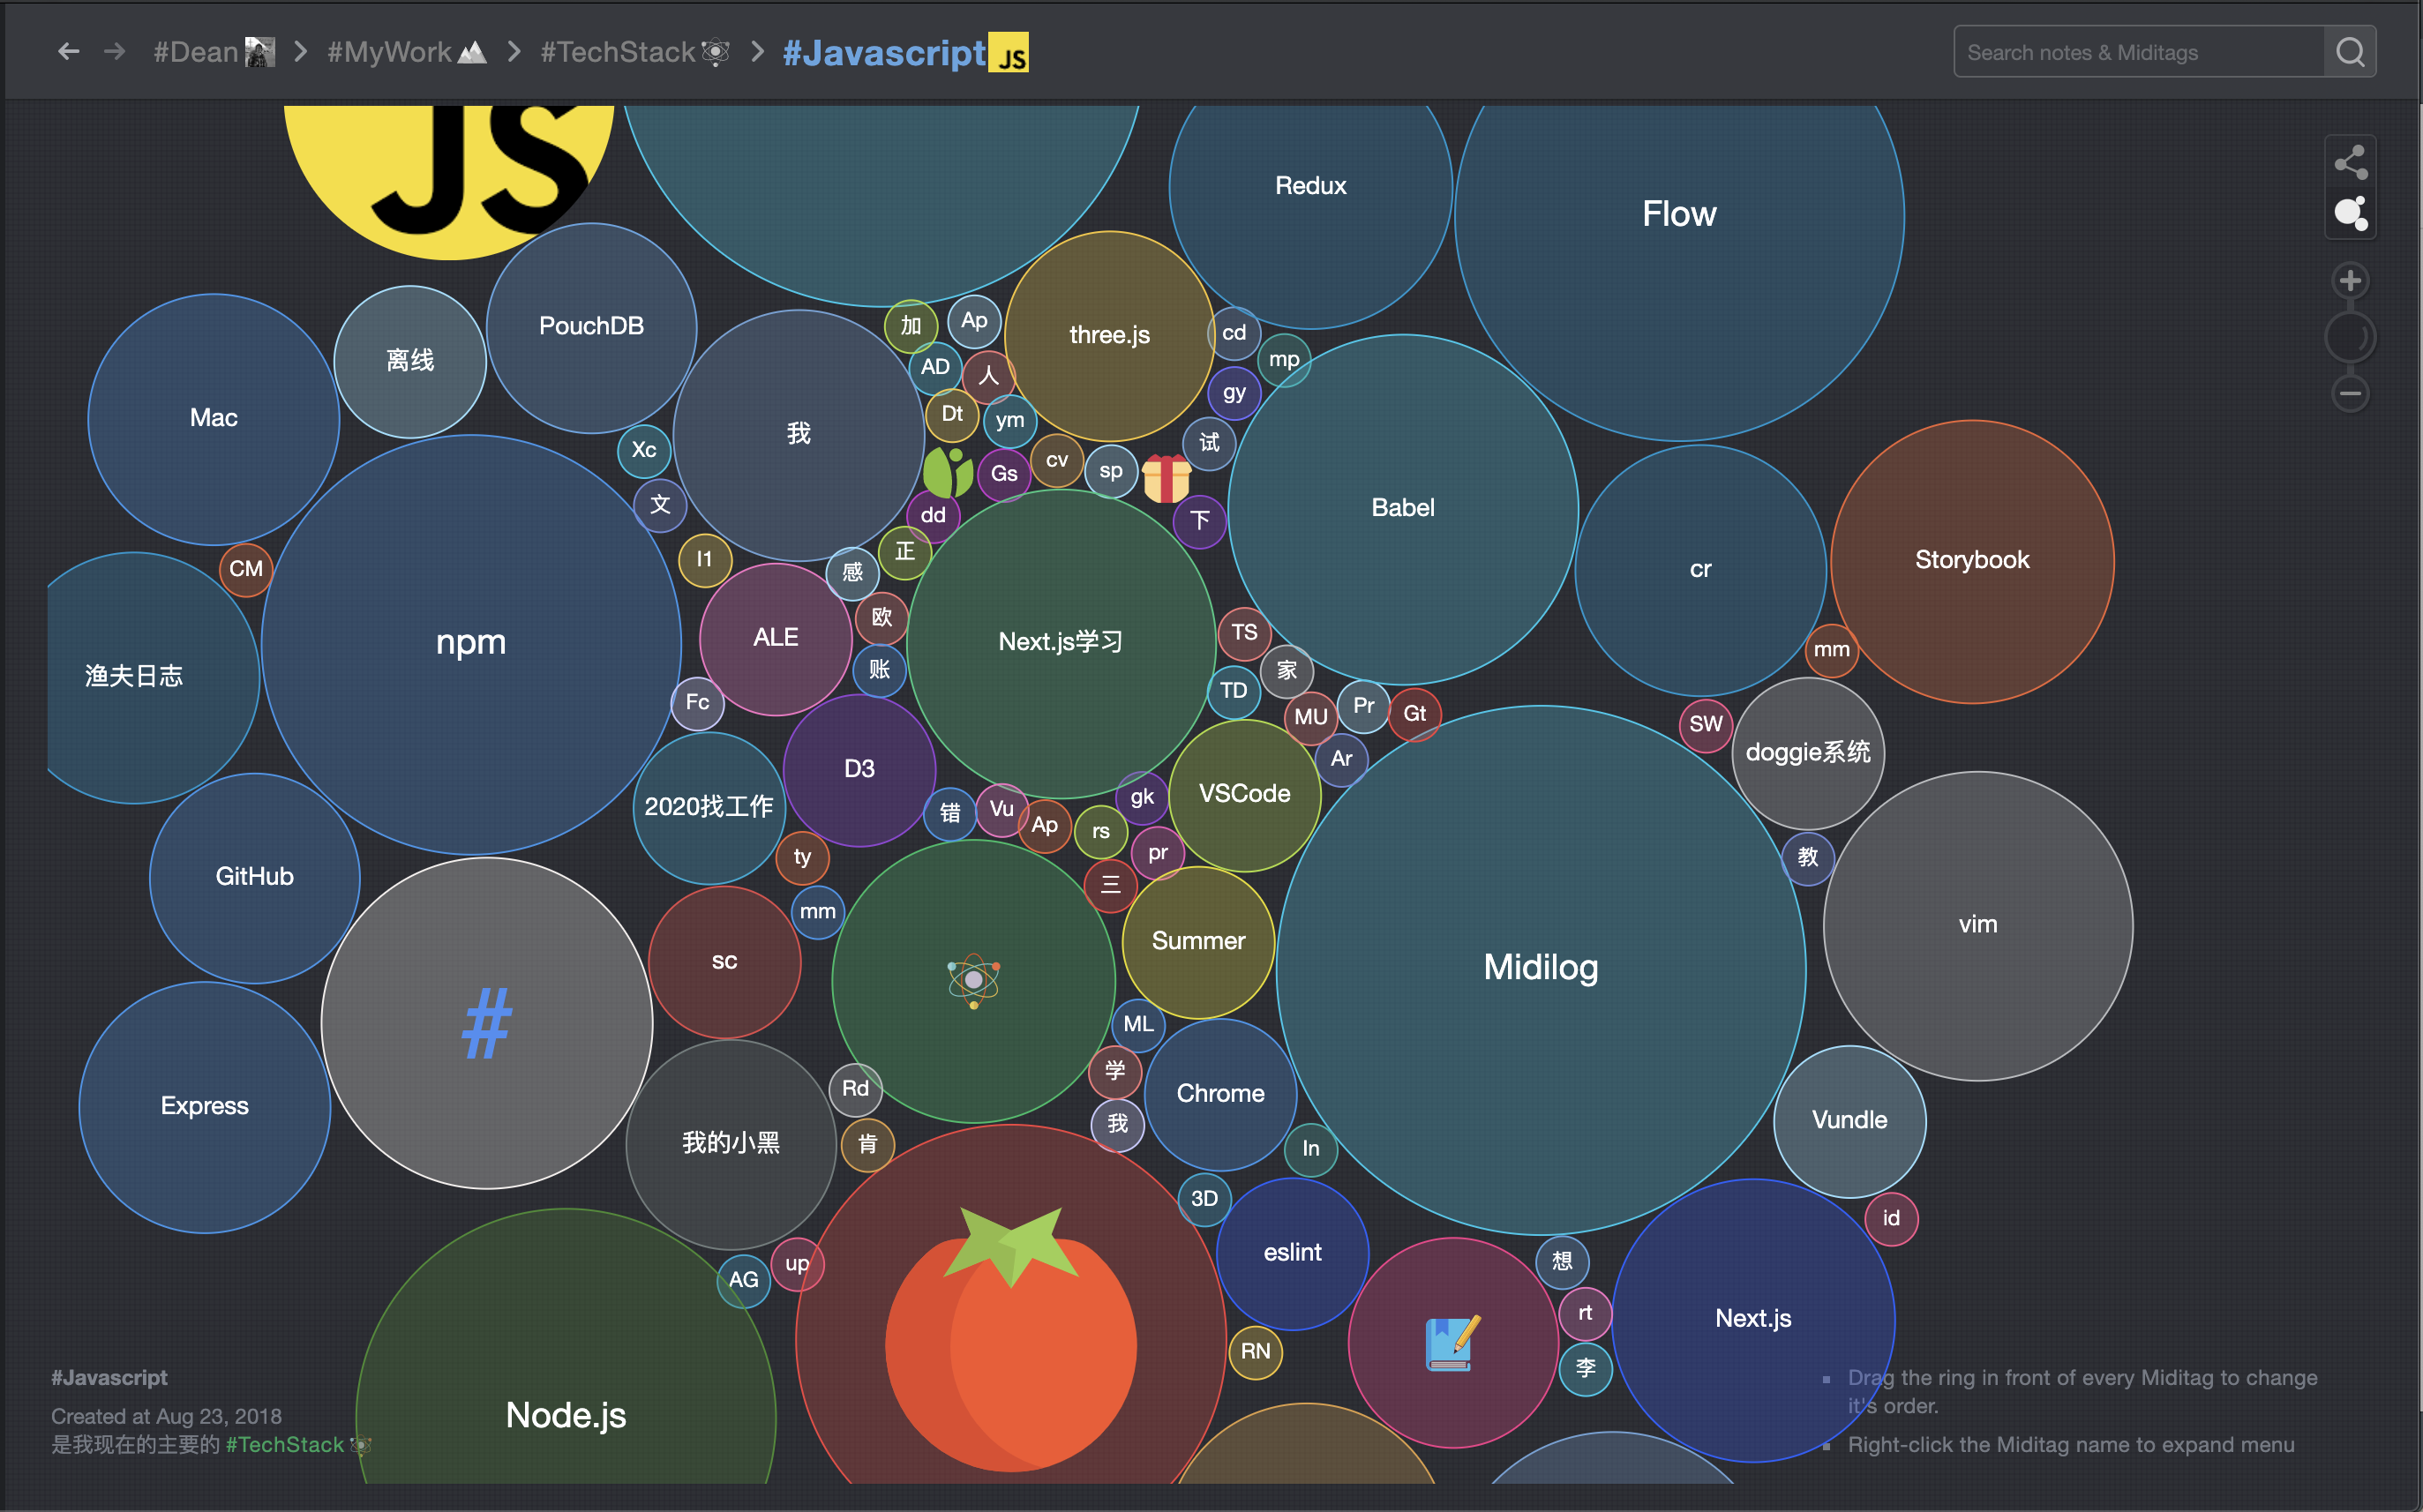 #Dean > #MyWork > #TechStack > #Javascript JS
Search notes & Miditags
JS
Redux
Flow
PouchDB
加
Ap
three.js
cd
离线
AD
人
mp
gy
Mac
我
Dt
ym
Xc
试
Gs
cv
sp
文
dd
下
Babel
I1
正
cr
Storybook
CM
感
npm
ALE
欧
Next.js学习
TS
mm
渔夫日志
账
家
TD
Fc
MU
Pr
Gt
SW
D3
Ar
doggie系统
2020找工作
错
Vu
Ap
rs
gk
VSCode
ty
pr
教
GitHub
三
mm
Summer
vim
sc
Midilog
#
ML
学
Rd
Chrome
Express
我
Vundle
我的小黑
肯
In
3D
id
AG
up
eslint
想
rt
Next.js
RN
李
Node.js
#Javascript
Created at Aug 23, 2018
是我现在的主要的 #TechStack
Drag the ring in front of every Miditag to change
it's order.
Right-click the Miditag name to expand menu